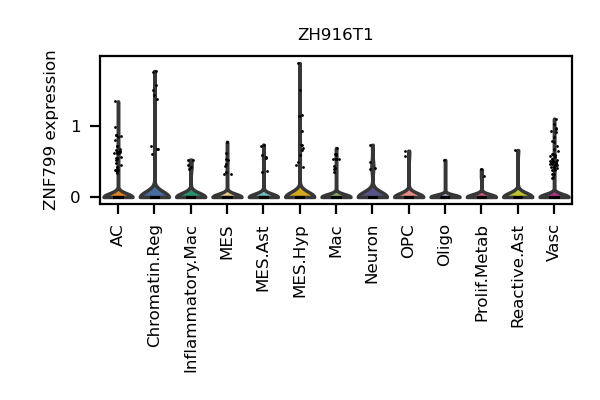 ZH916T1
ZNF799 expression
1
0
AC
Chromatin.Reg
Inflammatory.Mac
MES
MES.Ast
MES.Hyp
Mac
Neuron
OPC
Oligo
Prolif.Metab
Reactive.Ast
Vasc